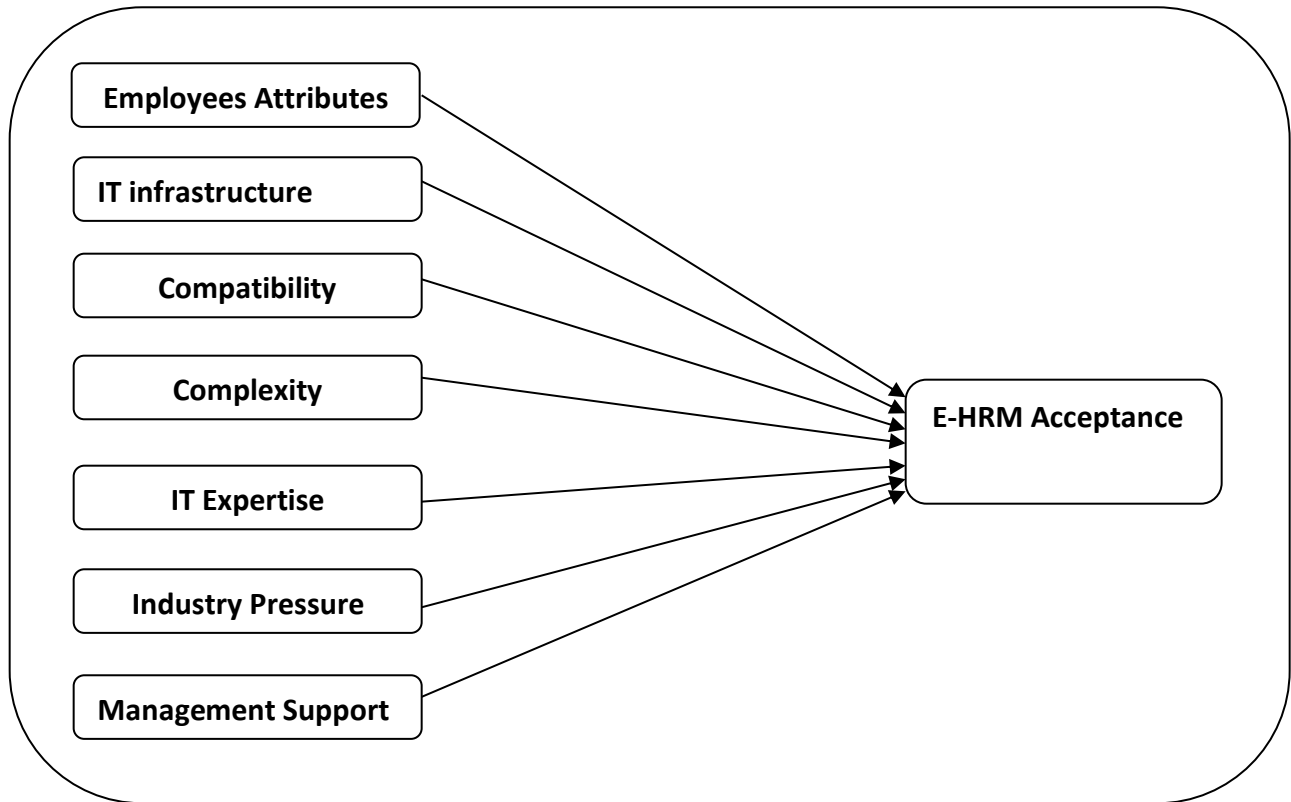 Employees Attributes
IT infrastructure
Compatibility
Complexity
IT Expertise
Industry Pressure
Management Support
E-HRM Acceptance